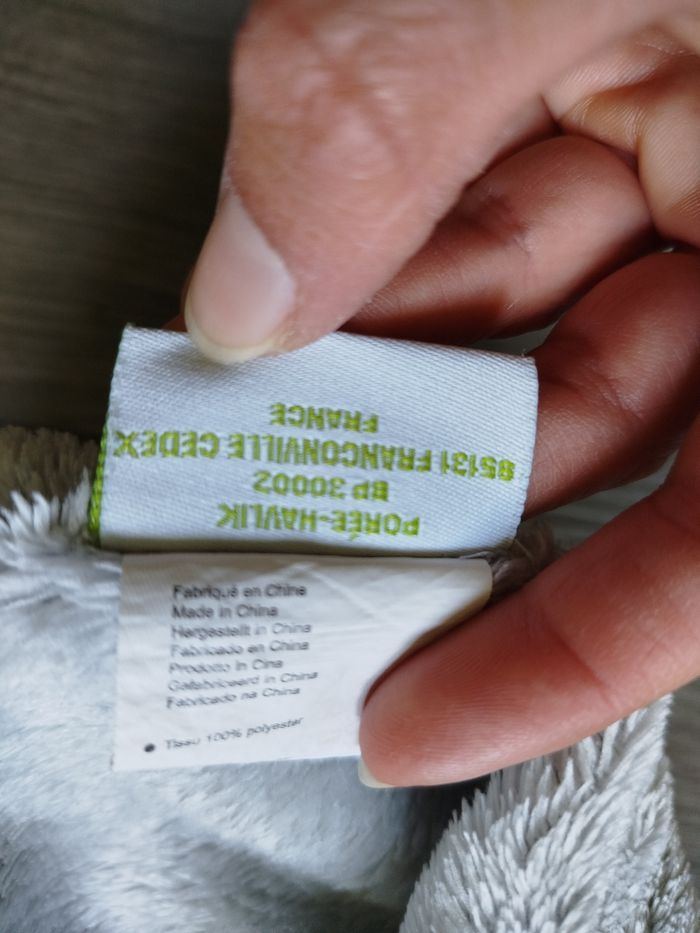 PORÉE-HAVLIK
BP 30002
95131 FRANCONVILLE CEDEX
FRANCE
Fabriqué en Chine
Made in China
Hergestellt in China
Fabricado en China
Prodotto in Cina
Gefabriceerd in China
Fabricado na China
• Tissu 100% polyester